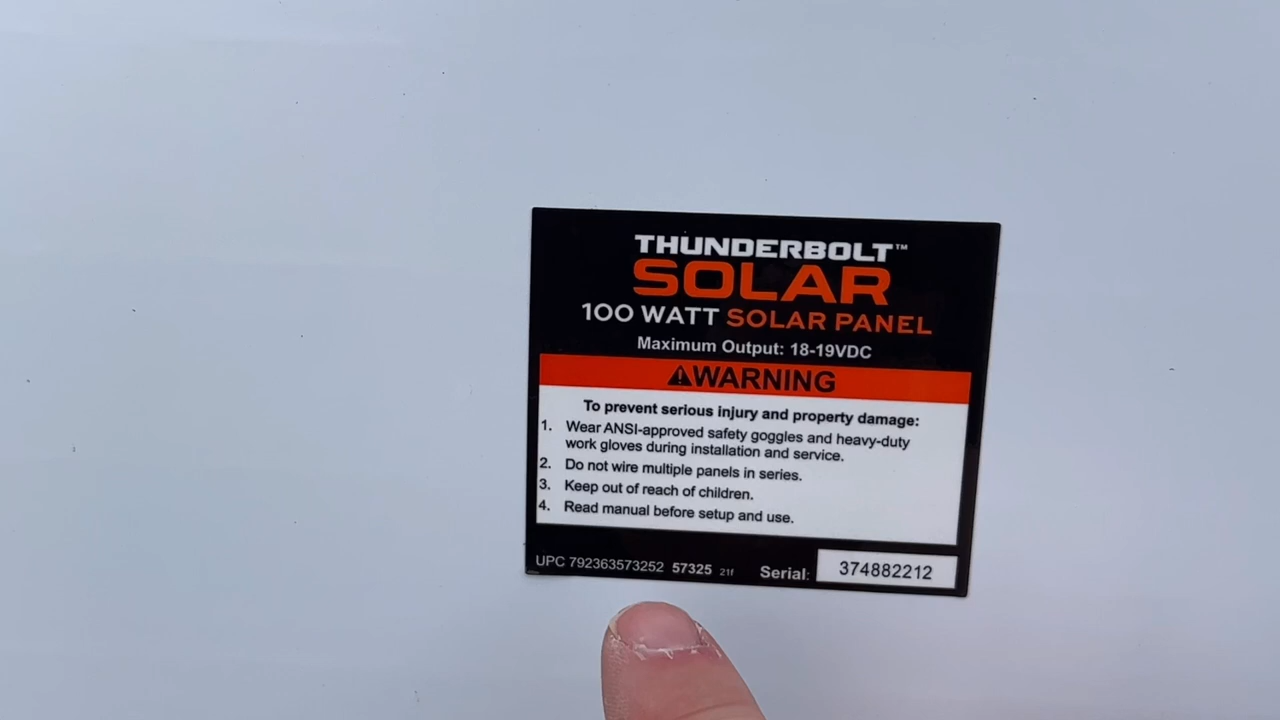 THUNDERBOLT™
SOLAR
100 WATT SOLAR PANEL
Maximum Output: 18-19VDC
⚠WARNING
To prevent serious injury and property damage:
1. Wear ANSI-approved safety goggles and heavy-duty
work gloves during installation and service.
2. Do not wire multiple panels in series.
3. Keep out of reach of children.
4. Read manual before setup and use.
UPC 792363573252 57325 21f Serial: 374882212